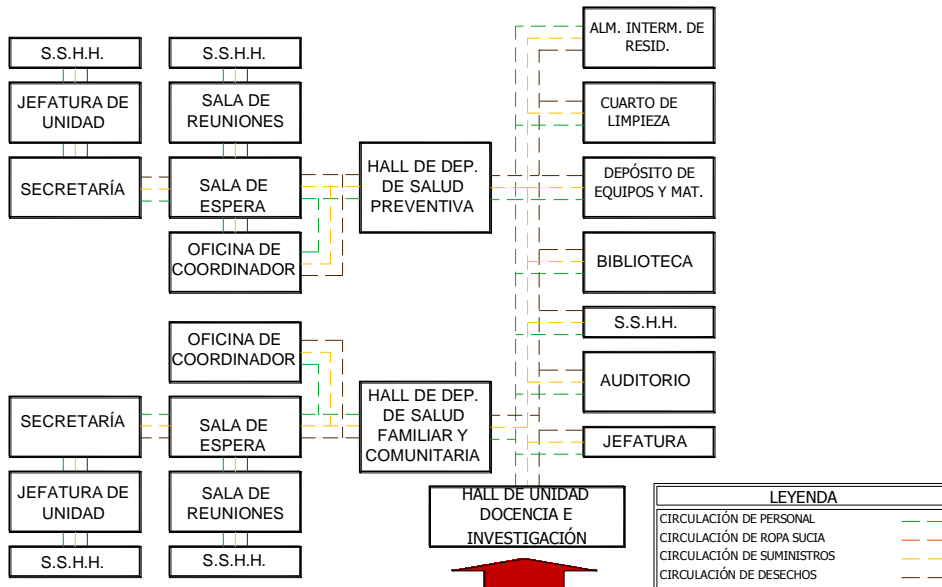 S.S.H.H.
JEFATURA DE
UNIDAD
SECRETARÍA
S.S.H.H.
SALA DE
REUNIONES
SALA DE
ESPERA
OFICINA DE
COORDINADOR
HALL DE DEP.
DE SALUD
PREVENTIVA
OFICINA DE
COORDINADOR
SECRETARÍA
SALA DE
ESPERA
HALL DE DEP.
DE SALUD
FAMILIAR Y
COMUNITARIA
JEFATURA DE
UNIDAD
S.S.H.H.
SALA DE
REUNIONES
S.S.H.H.
ALM. INTERM. DE
RESID.
CUARTO DE
LIMPIEZA
DEPÓSITO DE
EQUIPOS Y MAT.
BIBLIOTECA
S.S.H.H.
AUDITORIO
JEFATURA
HALL DE UNIDAD
DOCENCIA E
INVESTIGACIÓN
LEYENDA
CIRCULACIÓN DE PERSONAL
CIRCULACIÓN DE ROPA SUCIA
CIRCULACIÓN DE SUMINISTROS
CIRCULACIÓN DE DESECHOS